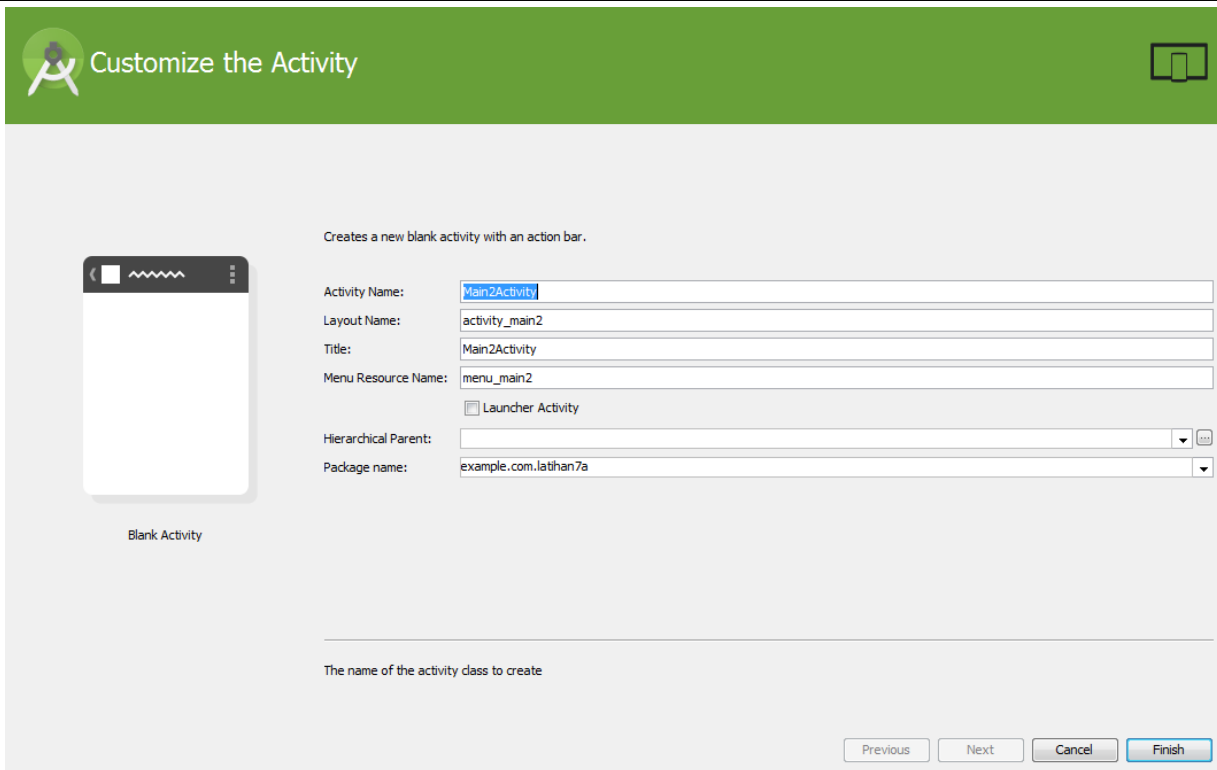 Customize the Activity
Creates a new blank activity with an action bar.
Activity Name: Main2Activity
Layout Name: activity_main2
Title: Main2Activity
Menu Resource Name: menu_main2
Launcher Activity
Hierarchical Parent:
Package name: example.com.latihan7a
Blank Activity
The name of the activity class to create
Previous Next Cancel Finish